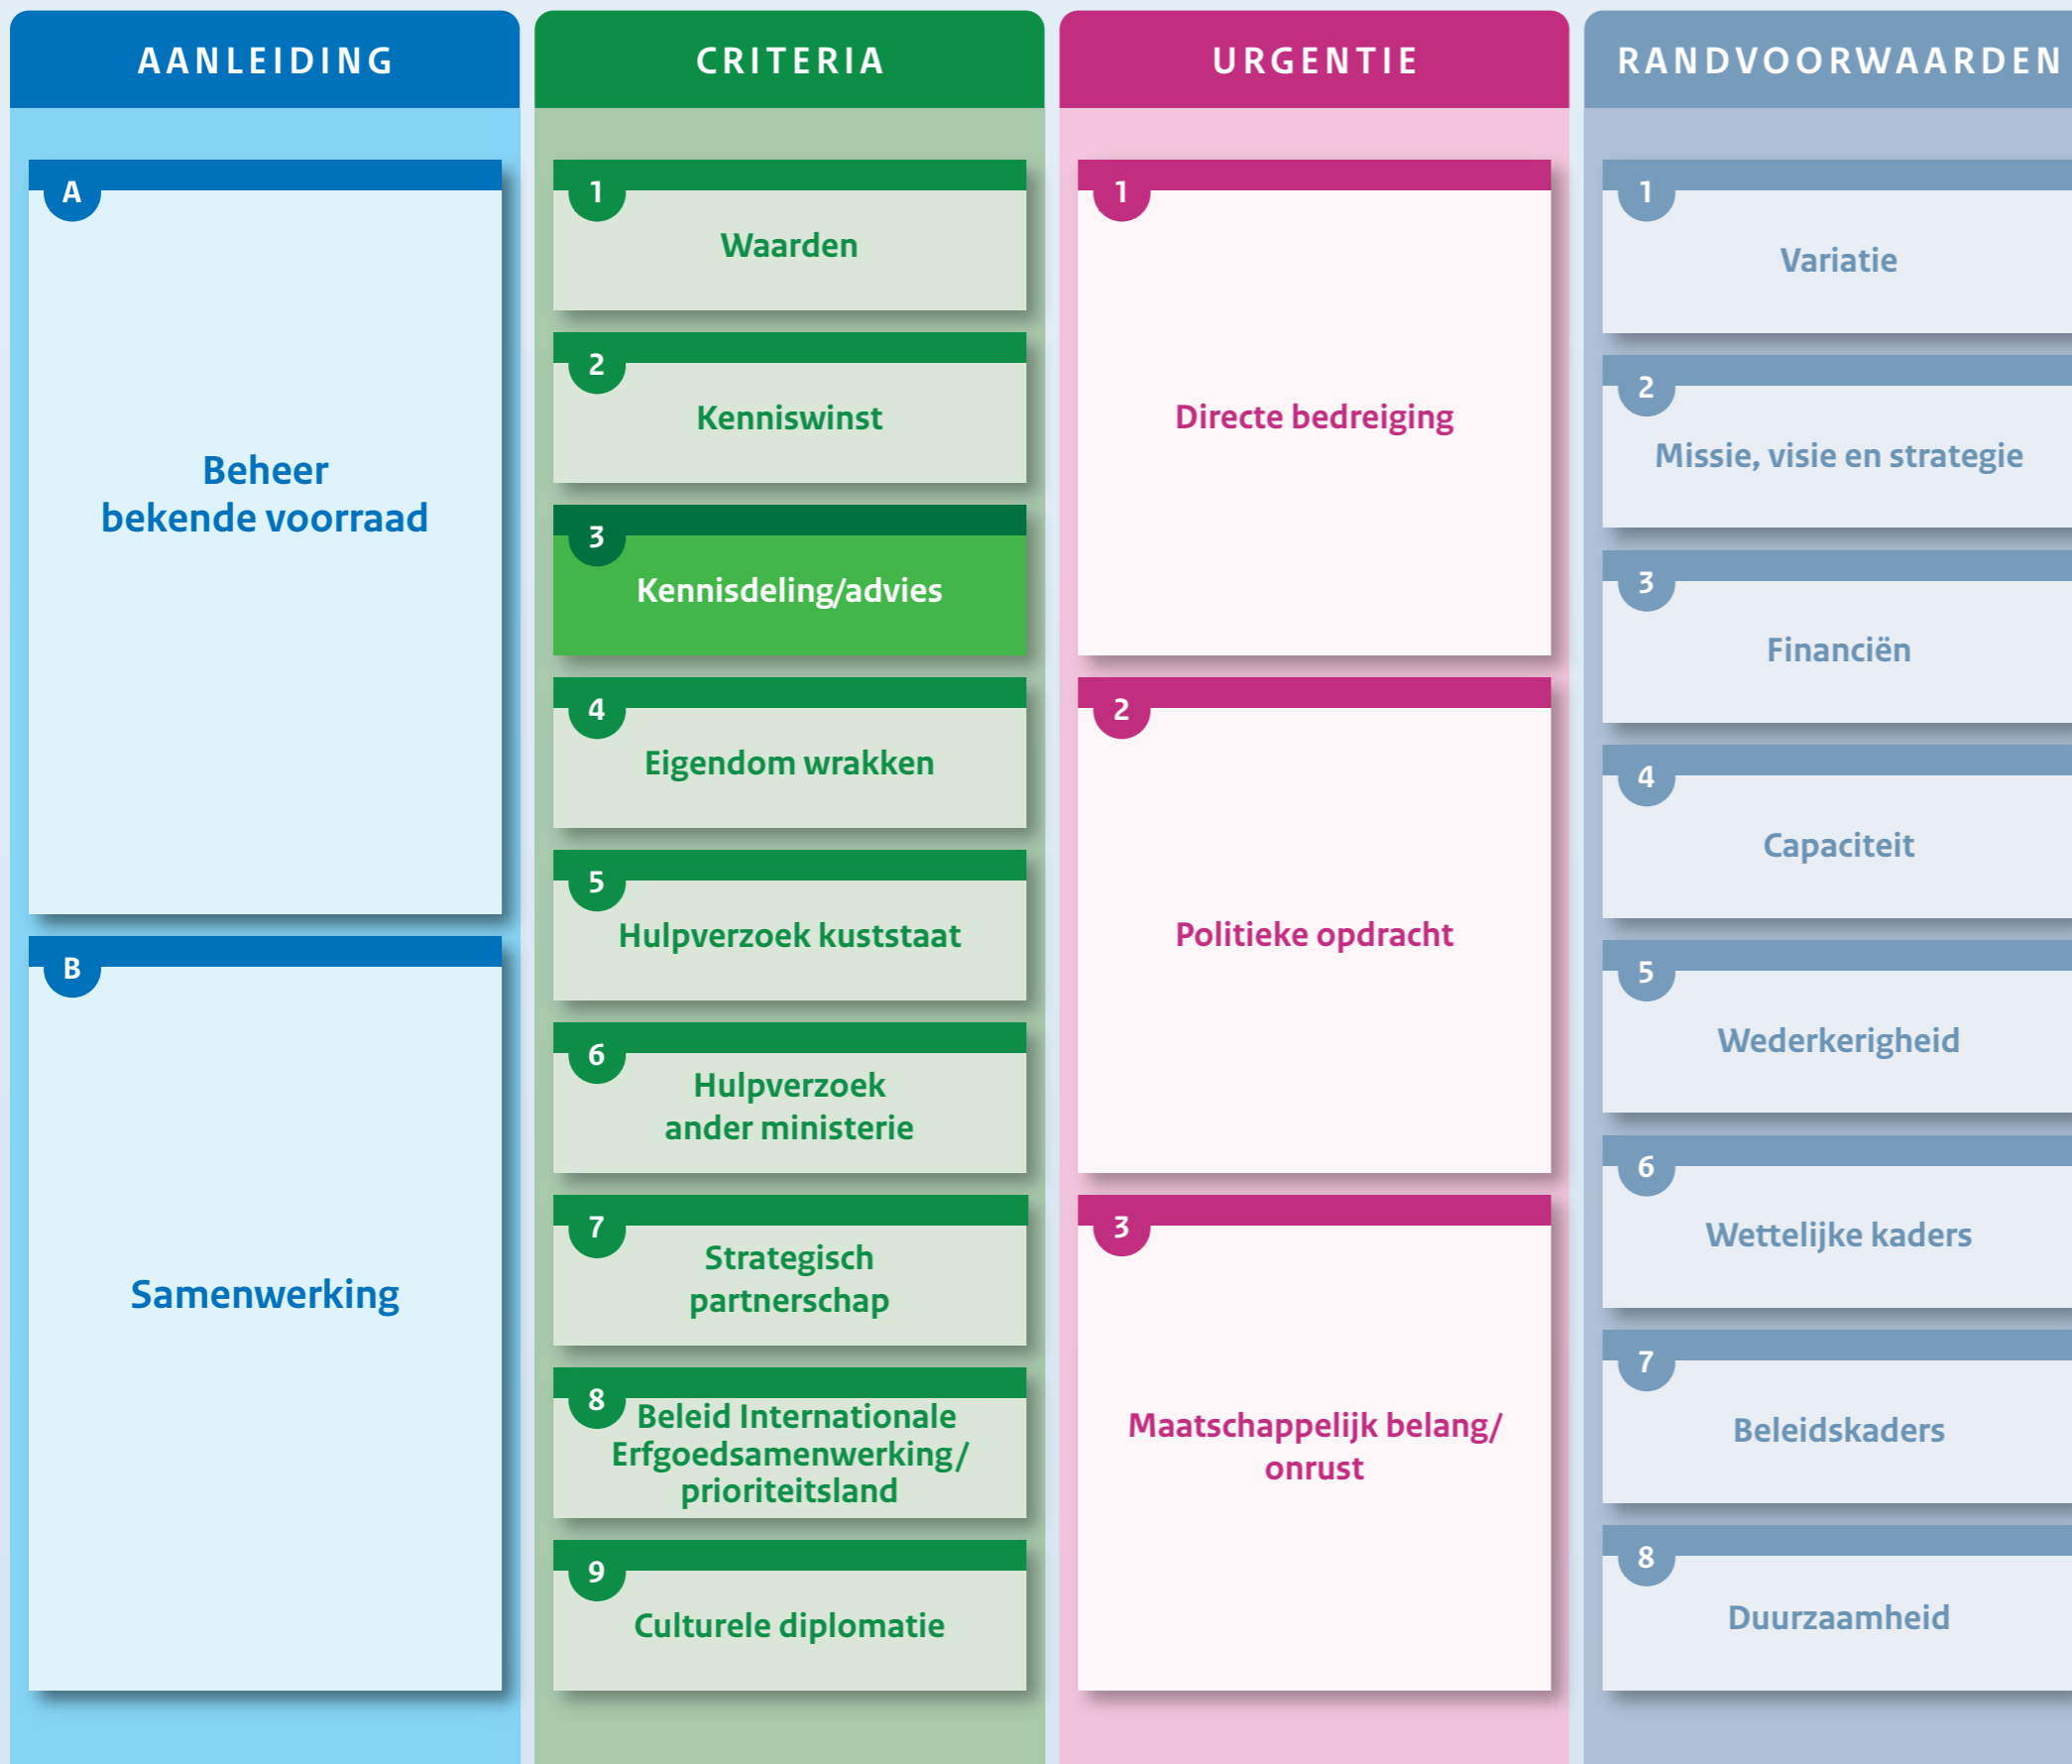 AANLEIDING
A
Beheer
bekende voorraad
B
Samenwerking
CRITERIA
1
Waarden
2
Kenniswinst
3
Kennisdeling/advies
4
Eigendom wrakken
5
Hulpverzoek kuststaat
6
Hulpverzoek
ander ministerie
7
Strategisch
partnerschap
8
Beleid Internationale
Erfgoedsamenwerking/
prioriteitsland
9
Culturele diplomatie
URGENTIE
1
Directe bedreiging
2
Politieke opdracht
3
Maatschappelijk belang/
onrust
RANDVOORWAARDEN
1
Variatie
2
Missie, visie en strategie
3
Financiën
4
Capaciteit
5
Wederkerigheid
6
Wettelijke kaders
7
Beleidskaders
8
Duurzaamheid